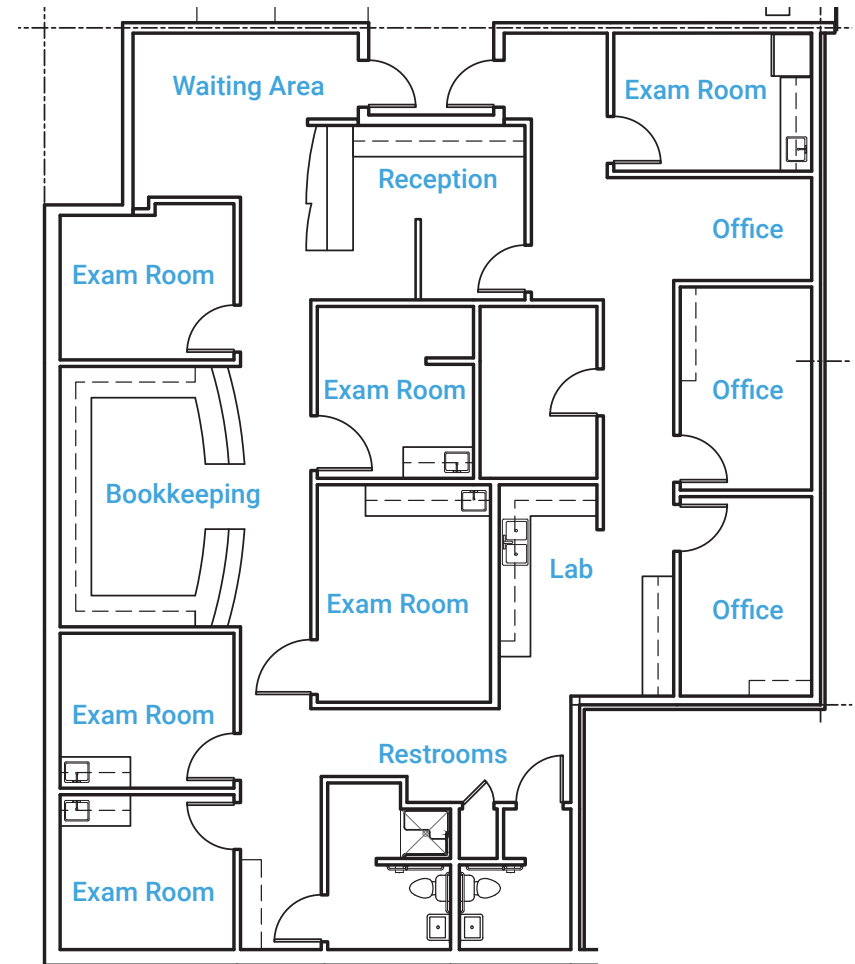 Waiting Area
Exam Room
Reception
Office
Exam Room
Exam Room
Office
Bookkeeping
Lab
Exam Room
Office
Exam Room
Restrooms
Exam Room